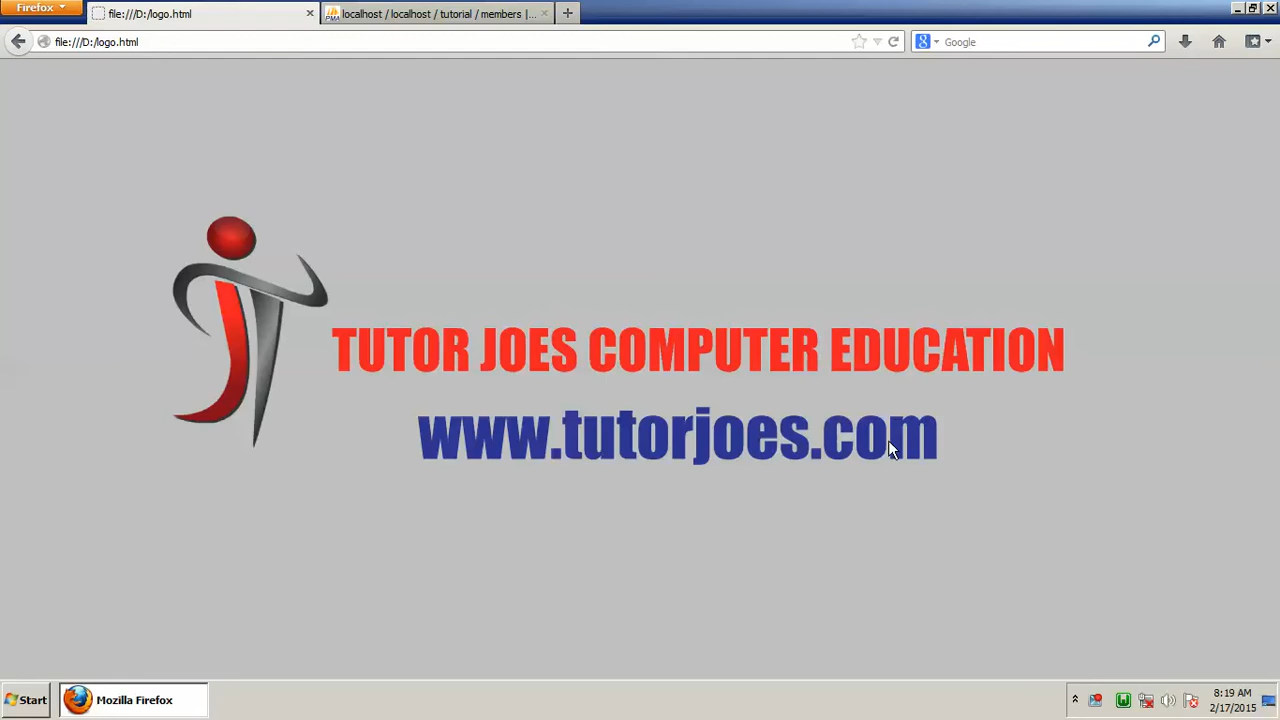 Firefox
file:///D:/logo.html
localhost / localhost / tutorial / members |...
file:///D:/logo.html
Google
TUTOR JOES COMPUTER EDUCATION
www.tutorjoes.com
Start
Mozilla Firefox
8:19 AM
2/17/2015